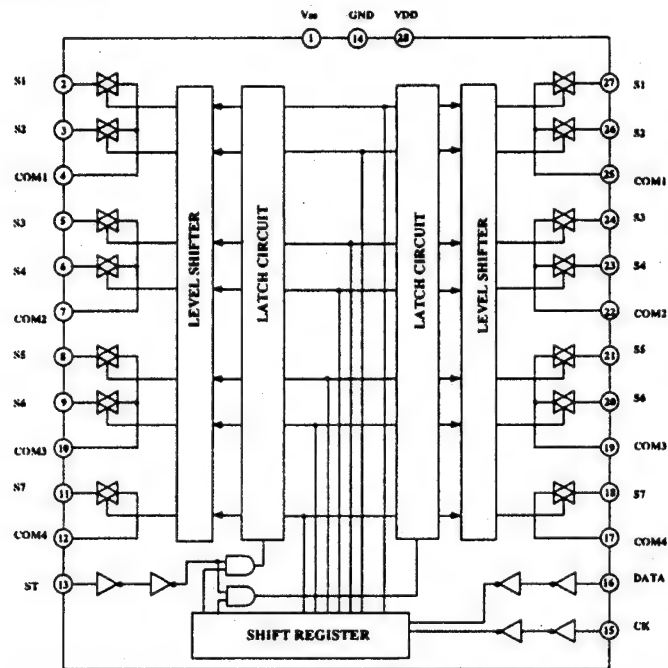 Vss GND VDD
1 14 28
S1 2 27 S1
S2 3 26 S2
COM1 4 25 COM1
S3 5 24 S3
S4 6 23 S4
COM2 7 22 COM2
S5 8 21 S5
S6 9 20 S6
COM3 10 19 COM3
S7 11 18 S7
COM4 12 17 COM4
LEVEL SHIFTER
LATCH CIRCUIT
LATCH CIRCUIT
LEVEL SHIFTER
ST 13 16 DATA
15 CK
SHIFT REGISTER